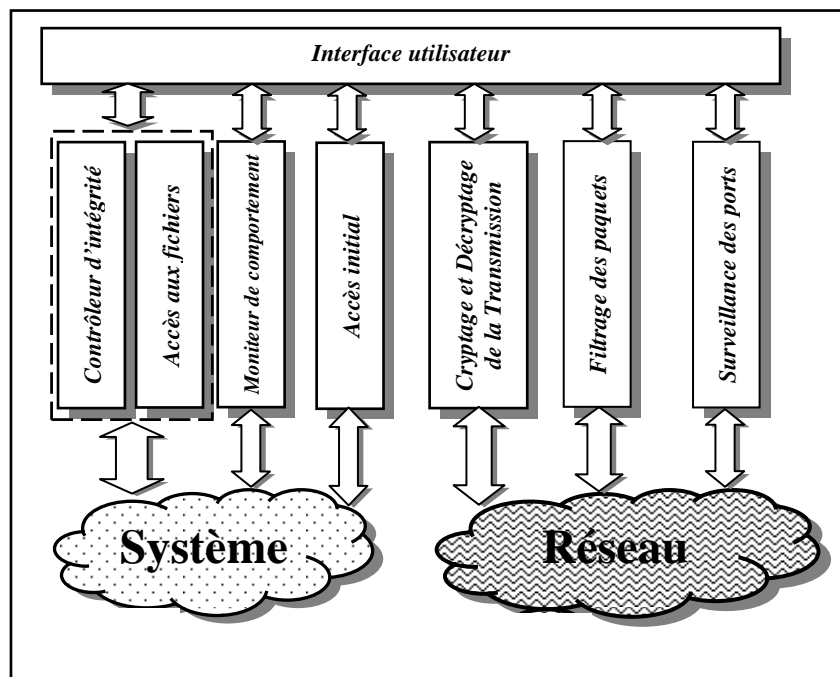 Interface utilisateur
Contrôleur d'intégrité
Accès aux fichiers
Moniteur de comportement
Accès initial
Cryptage et Décryptage
de la Transmission
Filtrage des paquets
Surveillance des ports
Système
Réseau